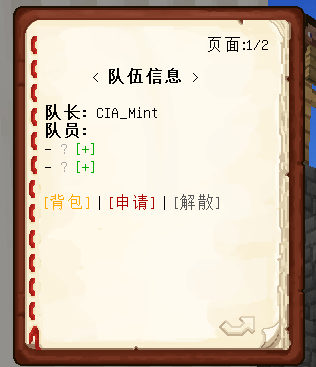 页面:1/2
< 队伍信息 >
队长: CIA_Mint
队员:
- ? [+]
- ? [+]
[背包] | [申请] | [解散]